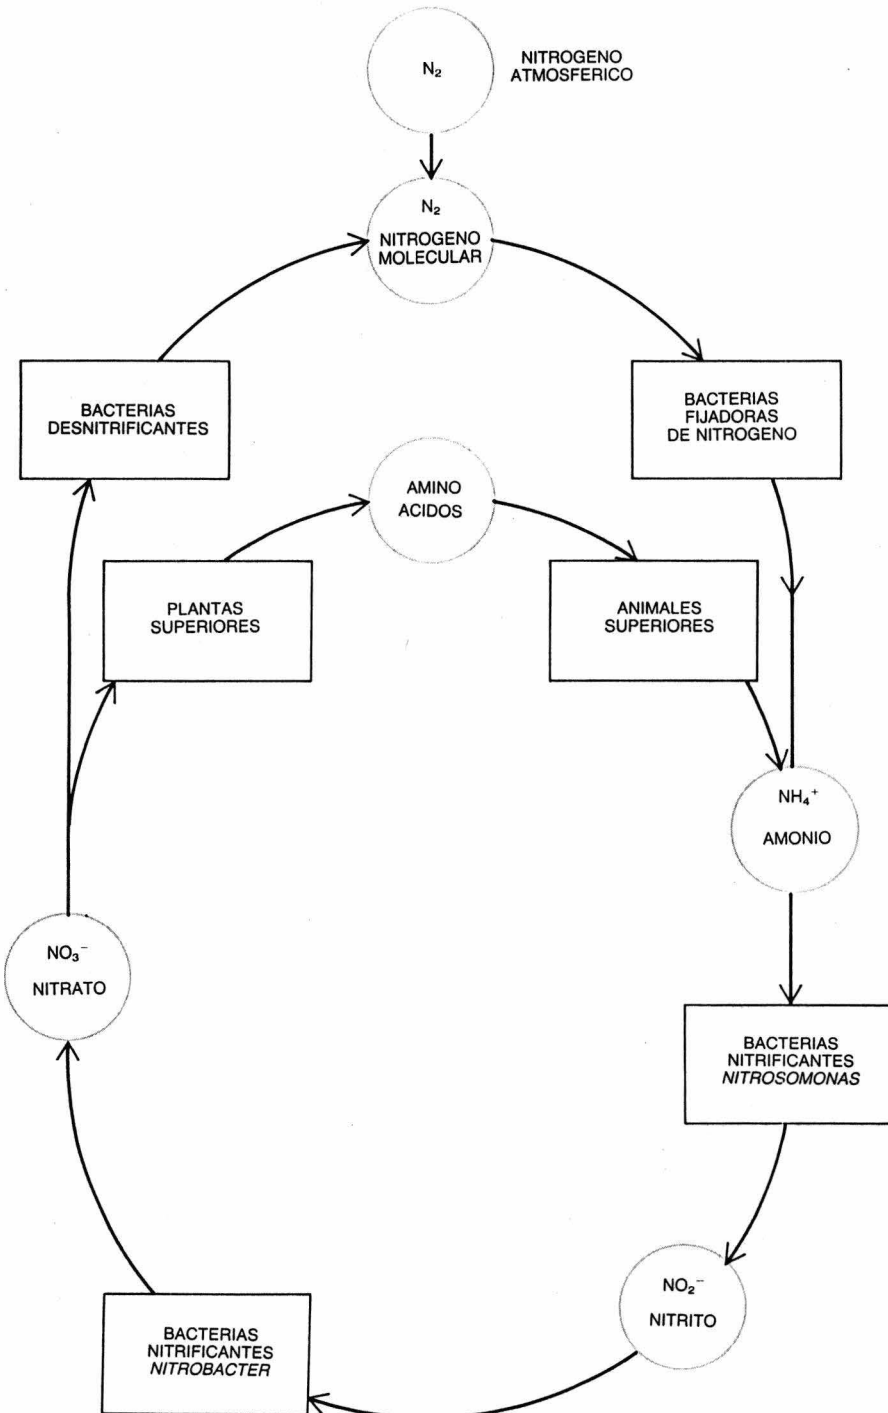 N₂
NITROGENO
ATMOSFERICO
N₂
NITROGENO
MOLECULAR
BACTERIAS
DESNITRIFICANTES
BACTERIAS
FIJADORAS
DE NITROGENO
AMINO
ACIDOS
PLANTAS
SUPERIORES
ANIMALES
SUPERIORES
NH₄⁺
AMONIO
NO₃⁻
NITRATO
BACTERIAS
NITRIFICANTES
NITROSOMONAS
NO₂⁻
NITRITO
BACTERIAS
NITRIFICANTES
NITROBACTER